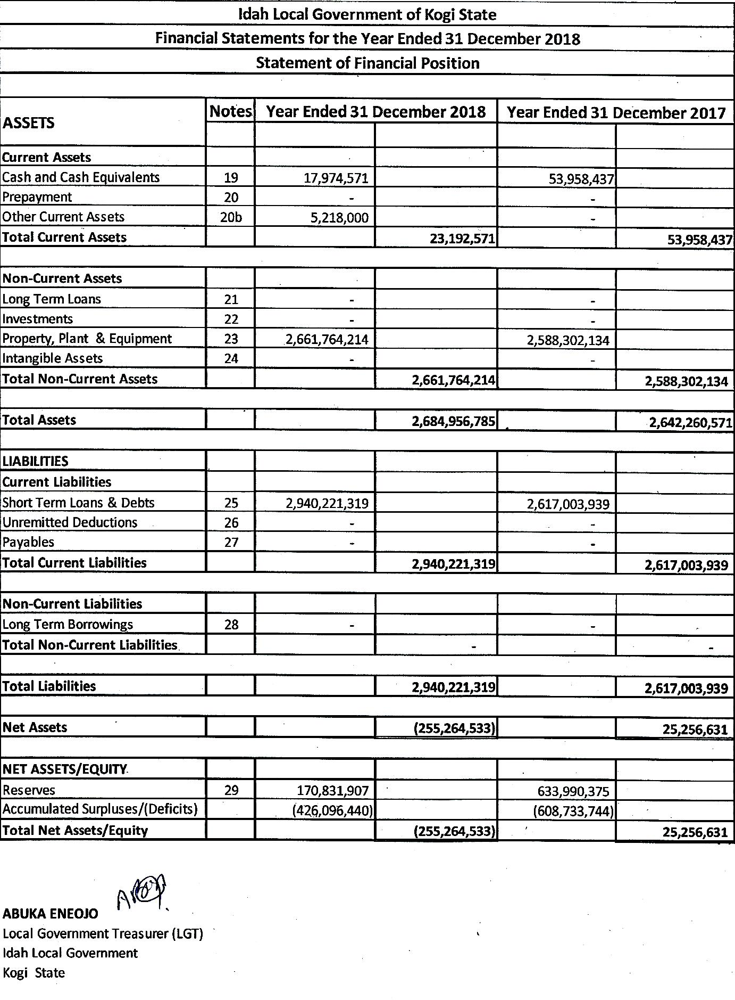 Idah Local Government of Kogi State
Financial Statements for the Year Ended 31 December 2018
Statement of Financial Position
ASSETS Notes Year Ended 31 December 2018 Year Ended 31 December 2017
Current Assets
Cash and Cash Equivalents 19 17,974,571 53,958,437
Prepayment 20 - -
Other Current Assets 20b 5,218,000 -
Total Current Assets 23,192,571 53,958,437
Non-Current Assets
Long Term Loans 21 - -
Investments 22 - -
Property, Plant & Equipment 23 2,661,764,214 2,588,302,134
Intangible Assets 24 - -
Total Non-Current Assets 2,661,764,214 2,588,302,134
Total Assets 2,684,956,785 2,642,260,571
LIABILITIES
Current Liabilities
Short Term Loans & Debts 25 2,940,221,319 2,617,003,939
Unremitted Deductions 26 - -
Payables 27 - -
Total Current Liabilities 2,940,221,319 2,617,003,939
Non-Current Liabilities
Long Term Borrowings 28 - -
Total Non-Current Liabilities - -
Total Liabilities 2,940,221,319 2,617,003,939
Net Assets (255,264,533) 25,256,631
NET ASSETS/EQUITY
Reserves 29 170,831,907 633,990,375
Accumulated Surpluses/(Deficits) (426,096,440) (608,733,744)
Total Net Assets/Equity (255,264,533) 25,256,631
ABUKA ENEOJO
Local Government Treasurer (LGT)
Idah Local Government
Kogi State